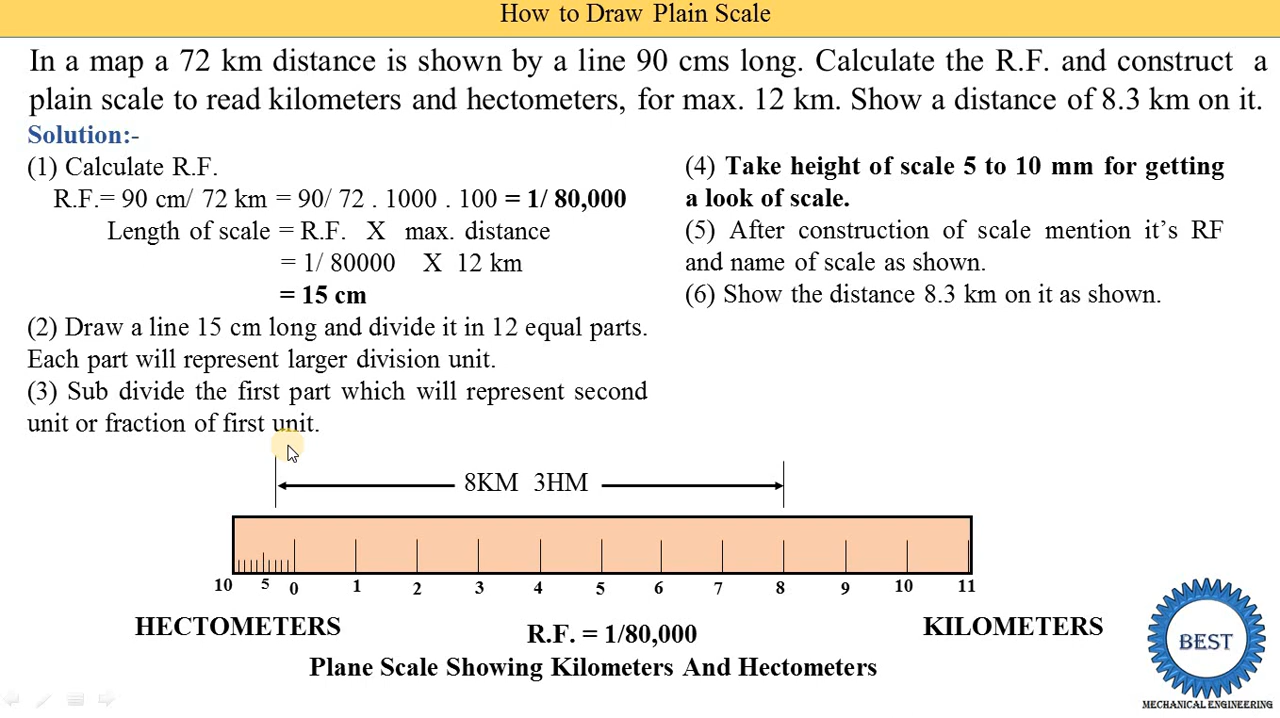 How to Draw Plain Scale
In a map a 72 km distance is shown by a line 90 cms long. Calculate the R.F. and construct a
plain scale to read kilometers and hectometers, for max. 12 km. Show a distance of 8.3 km on it.
Solution:-
(1) Calculate R.F.
R.F.= 90 cm/ 72 km = 90/ 72 . 1000 . 100 = 1/ 80,000
Length of scale = R.F. X max. distance
= 1/ 80000 X 12 km
= 15 cm
(2) Draw a line 15 cm long and divide it in 12 equal parts.
Each part will represent larger division unit.
(3) Sub divide the first part which will represent second
unit or fraction of first unit.
(4) Take height of scale 5 to 10 mm for getting
a look of scale.
(5) After construction of scale mention it’s RF
and name of scale as shown.
(6) Show the distance 8.3 km on it as shown.
8KM 3HM
10 5 0 1 2 3 4 5 6 7 8 9 10 11
HECTOMETERS
R.F. = 1/80,000
KILOMETERS
Plane Scale Showing Kilometers And Hectometers
BEST
MECHANICAL ENGINEERING